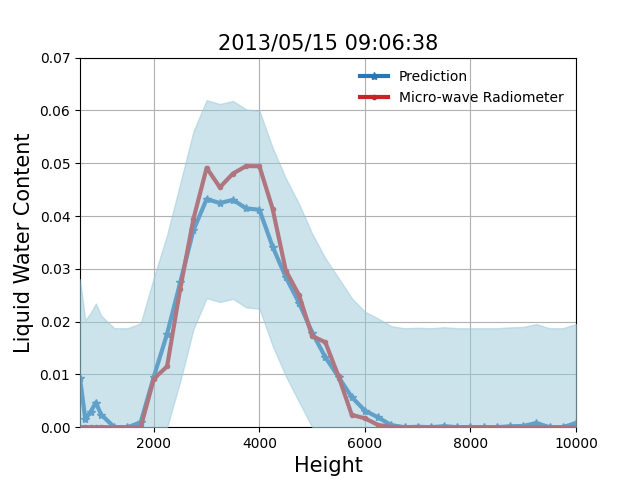 2013/05/15 09:06:38
Prediction
Micro-wave Radiometer
Liquid Water Content
0.07
0.06
0.05
0.04
0.03
0.02
0.01
0.00
2000 4000 6000 8000 10000
Height